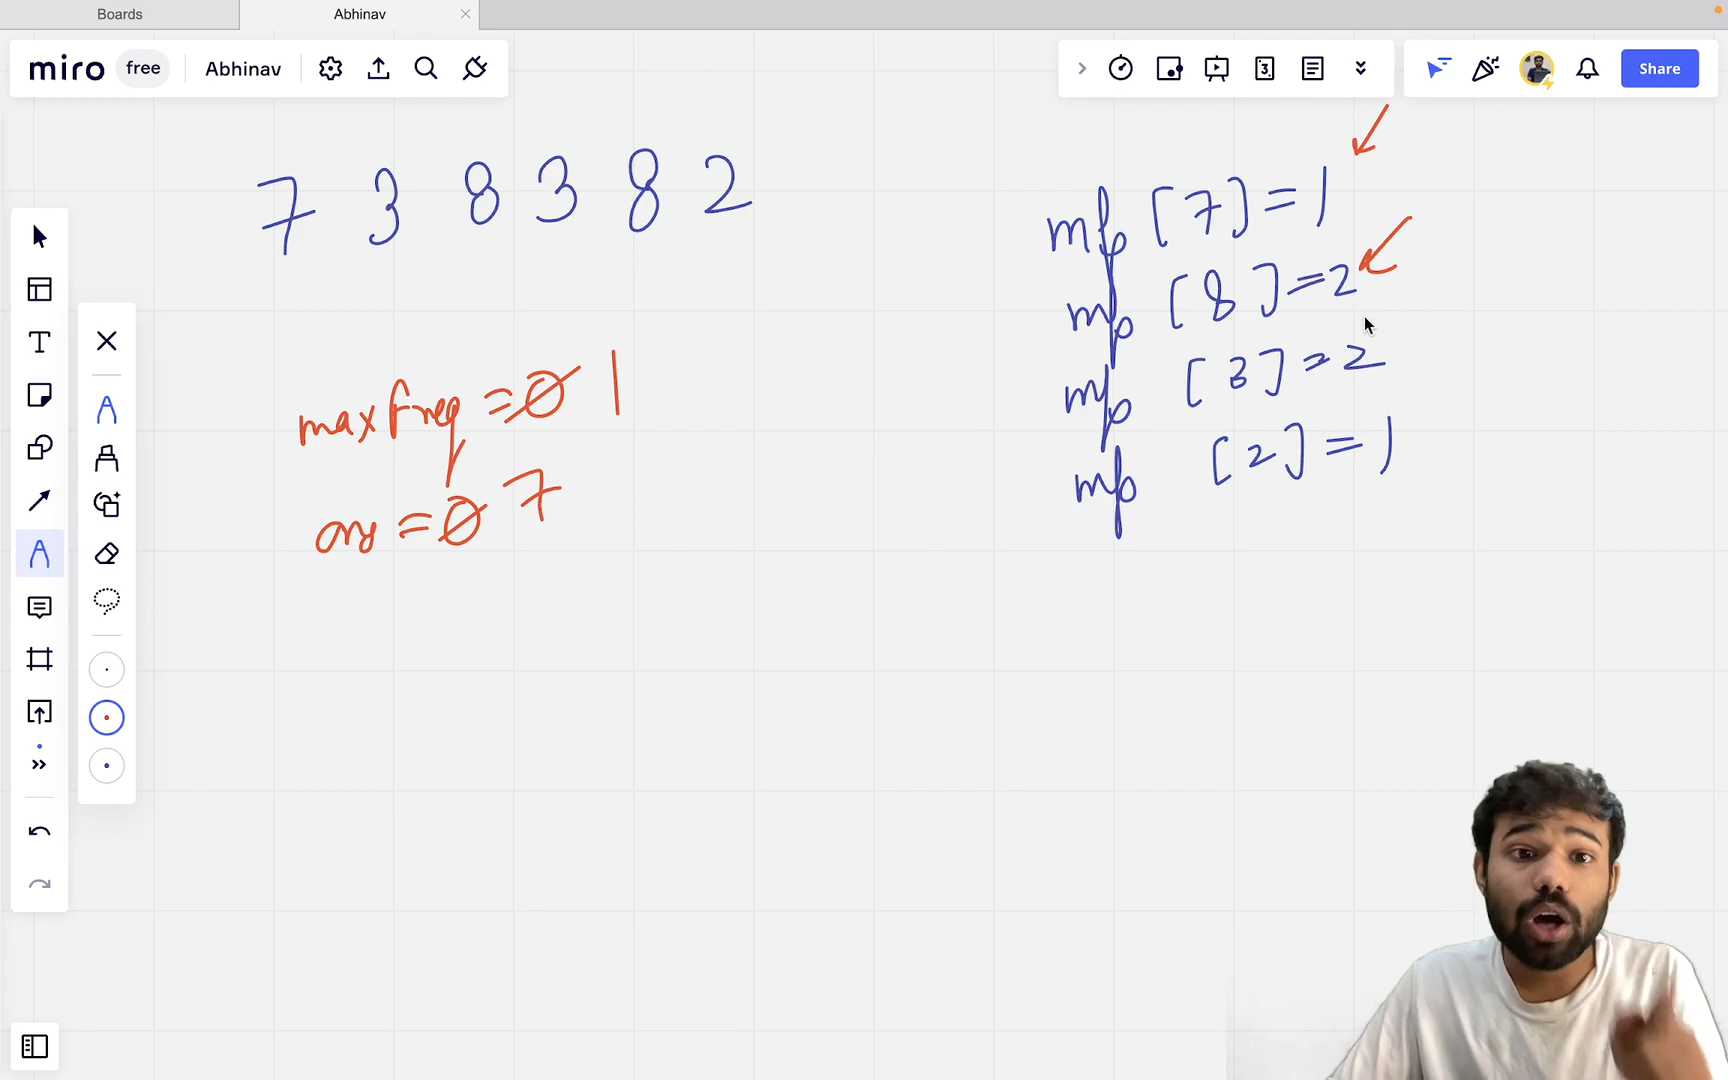 Boards
Abhinav
miro free Abhinav
3
Share
7 3 8 3 8 2
mp [7] = 1
mp [8] = 2
mp [3] = 2
mp [2] = 1
maxfreq = 0 1
ans = 0 7